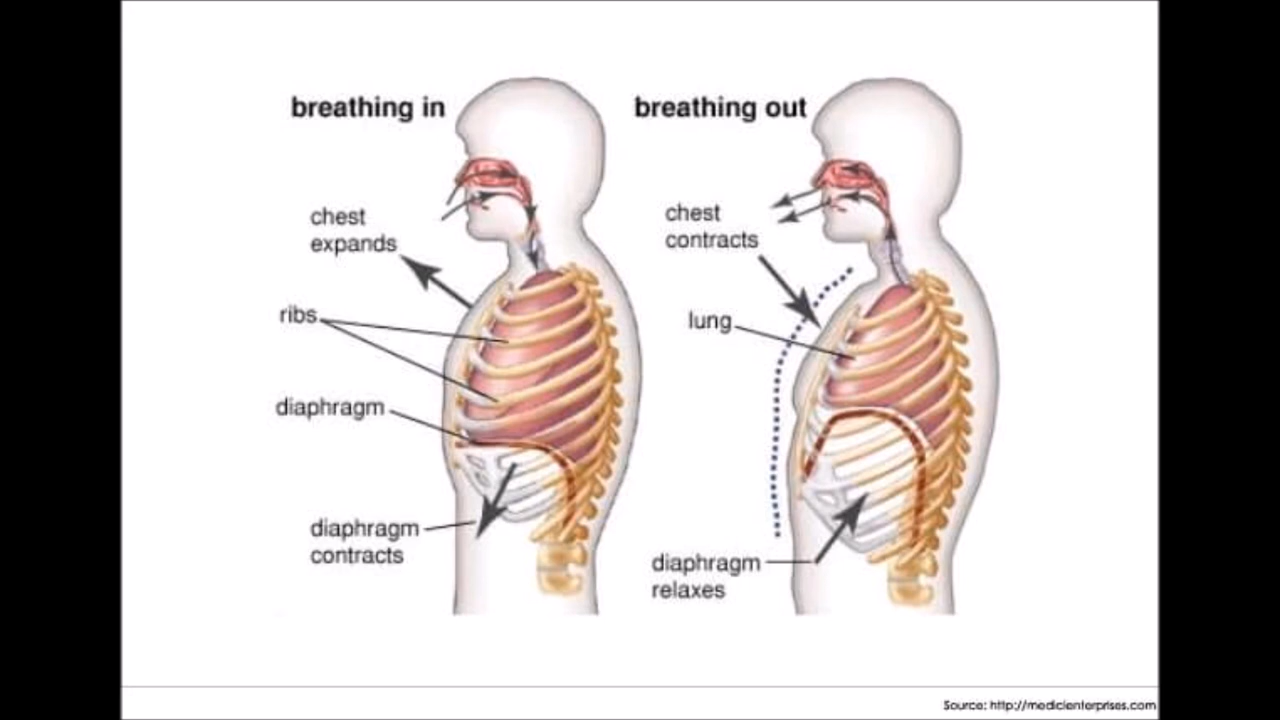 breathing in
chest
expands
ribs
diaphragm
diaphragm
contracts
breathing out
chest
contracts
lung
diaphragm
relaxes
Source: http://medicienterprises.com